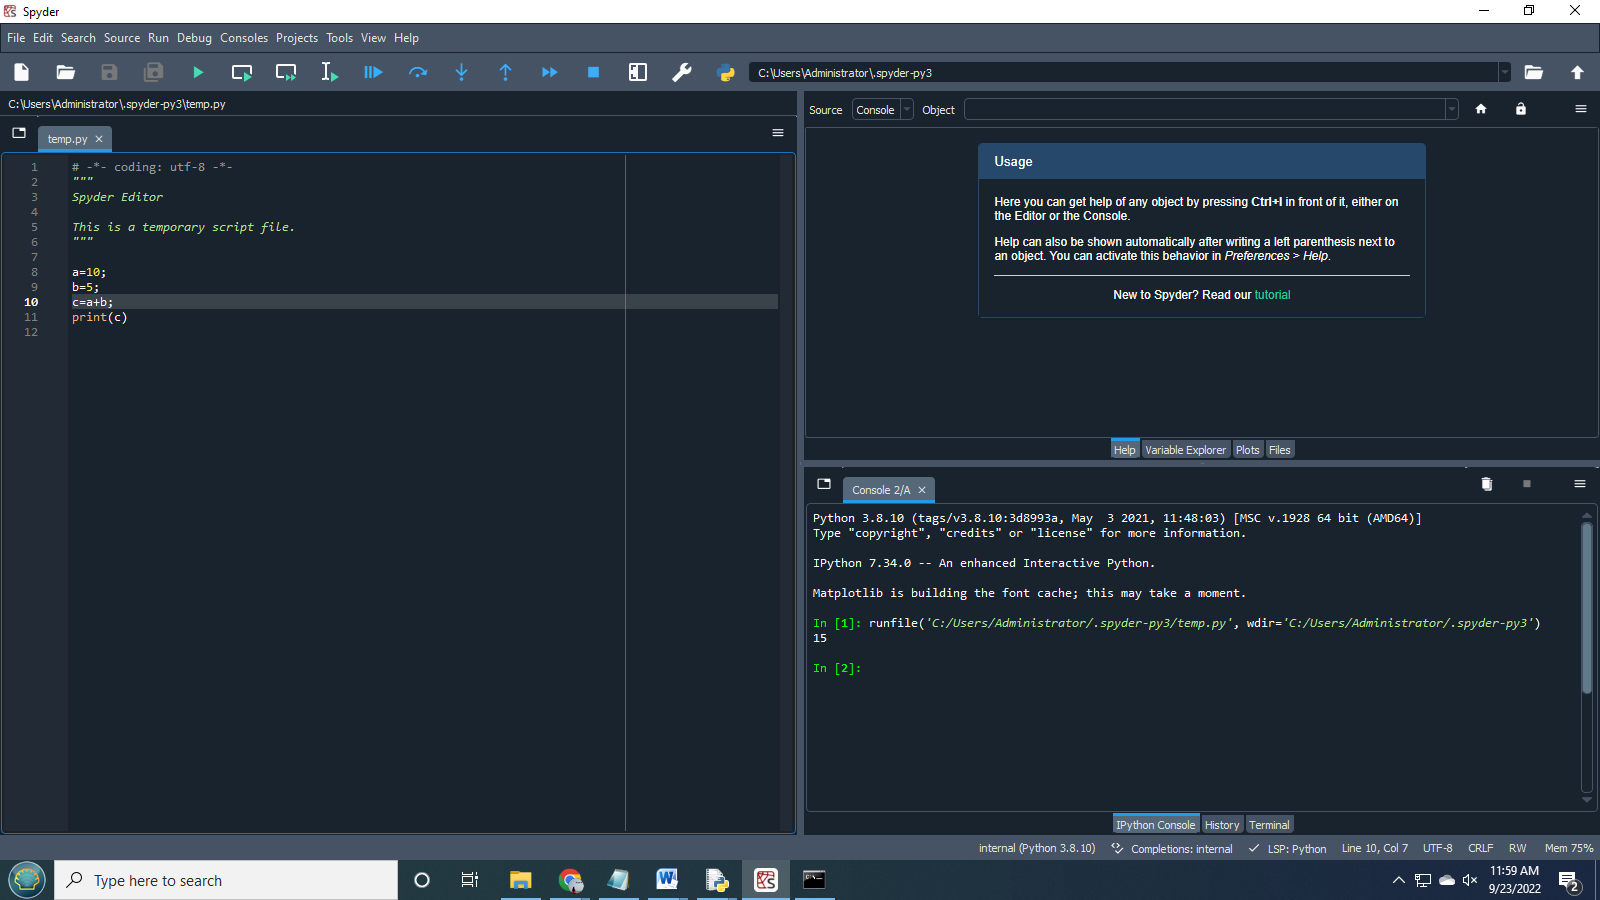 Spyder
File Edit Search Source Run Debug Consoles Projects Tools View Help
C:\Users\Administrator\.spyder-py3
C:\Users\Administrator\.spyder-py3\temp.py
temp.py
1 # -*- coding: utf-8 -*-
2 """
3 Spyder Editor
4
5 This is a temporary script file.
6 """
7
8 a=10;
9 b=5;
10 c=a+b;
11 print(c)
12
Source Console Object
Usage
Here you can get help of any object by pressing Ctrl+I in front of it, either on
the Editor or the Console.
Help can also be shown automatically after writing a left parenthesis next to
an object. You can activate this behavior in Preferences > Help.
New to Spyder? Read our tutorial
Help Variable Explorer Plots Files
Console 2/A
Python 3.8.10 (tags/v3.8.10:3d8993a, May  3 2021, 11:48:03) [MSC v.1928 64 bit (AMD64)]
Type "copyright", "credits" or "license" for more information.
IPython 7.34.0 -- An enhanced Interactive Python.
Matplotlib is building the font cache; this may take a moment.
In [1]: runfile('C:/Users/Administrator/.spyder-py3/temp.py', wdir='C:/Users/Administrator/.spyder-py3')
15
In [2]:
IPython Console History Terminal
internal (Python 3.8.10) Completions: internal LSP: Python Line 10, Col 7 UTF-8 CRLF RW Mem 75%
Type here to search
11:59 AM
9/23/2022
2